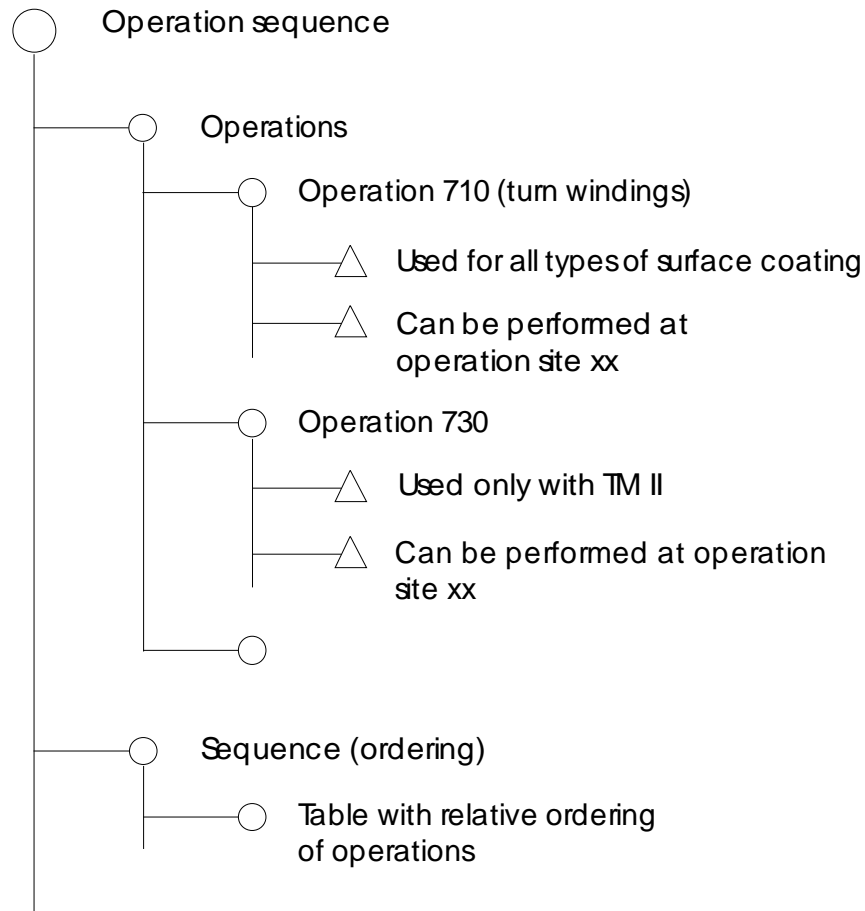 Operation sequence
Operations
Operation 710 (turn windings)
Used for all types of surface coating
Can be performed at
operation site xx
Operation 730
Used only with TM II
Can be performed at operation
site xx
Sequence (ordering)
Table with relative ordering
of operations